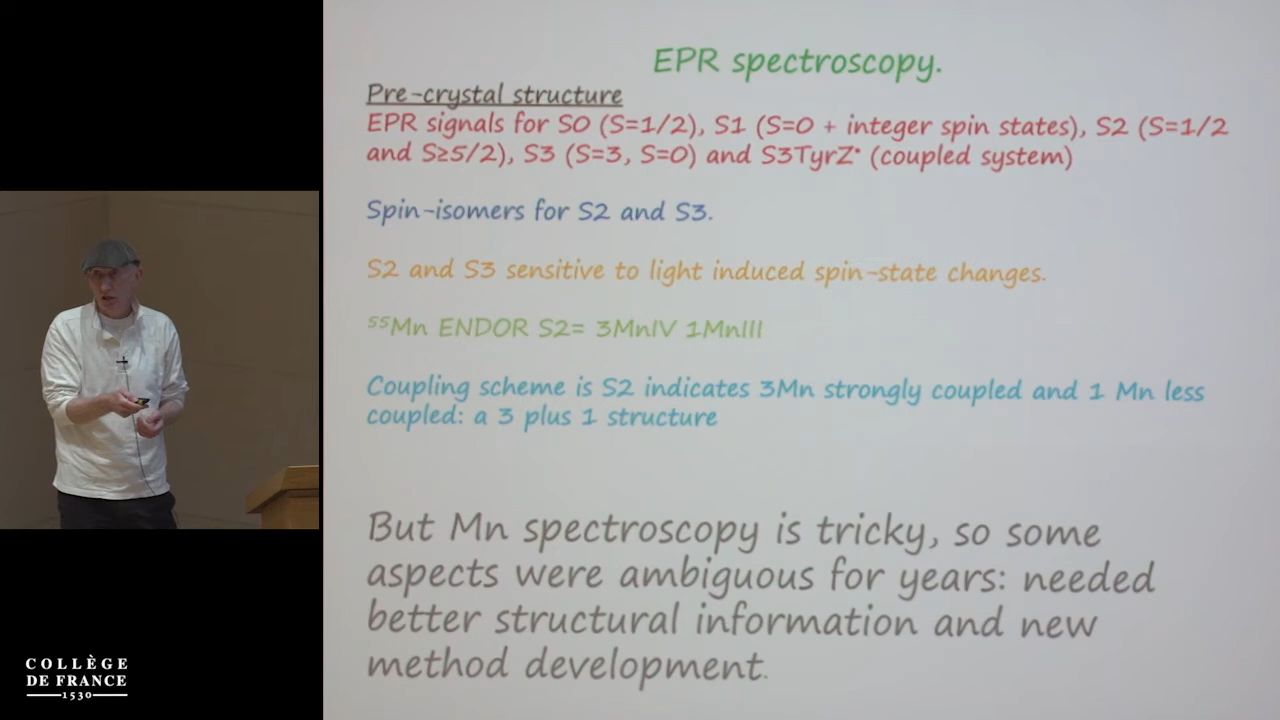 EPR spectroscopy.
Pre-crystal structure
EPR signals for S0 (S=1/2), S1 (S=0 + integer spin states), S2 (S=1/2
and S≥5/2), S3 (S=3, S=0) and S3TyrZ• (coupled system)
Spin-isomers for S2 and S3.
S2 and S3 sensitive to light induced spin-state changes.
⁵⁵Mn ENDOR S2= 3MnIV 1MnIII
Coupling scheme is S2 indicates 3Mn strongly coupled and 1 Mn less
coupled: a 3 plus 1 structure
But Mn spectroscopy is tricky, so some
aspects were ambiguous for years: needed
better structural information and new
method development.
COLLÈGE
DE FRANCE
1530